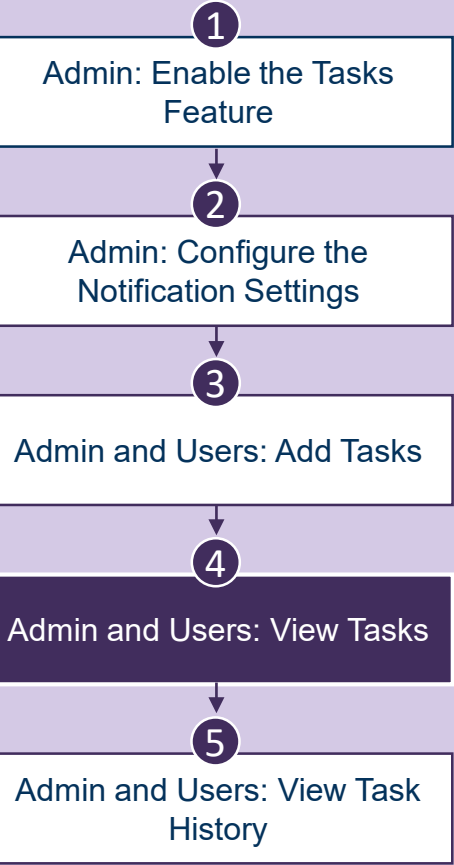 1
Admin: Enable the Tasks
Feature
2
Admin: Configure the
Notification Settings
3
Admin and Users: Add Tasks
4
Admin and Users: View Tasks
5
Admin and Users: View Task
History